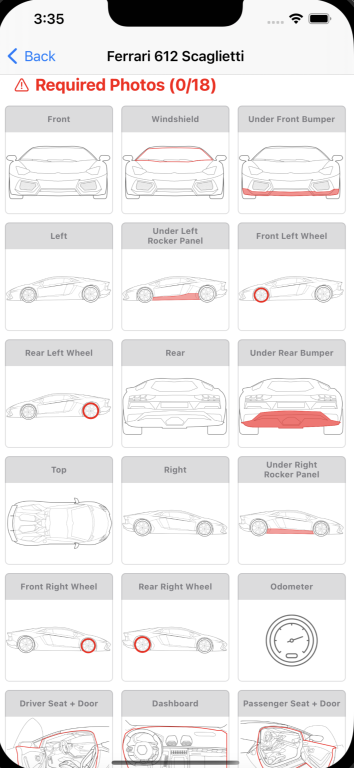 3:35
Back
Ferrari 612 Scaglietti
Required Photos (0/18)
Front
Windshield
Under Front Bumper
Left
Under Left
Rocker Panel
Front Left Wheel
Rear Left Wheel
Rear
Under Rear Bumper
Top
Right
Under Right
Rocker Panel
Front Right Wheel
Rear Right Wheel
Odometer
Driver Seat + Door
Dashboard
Passenger Seat + Door